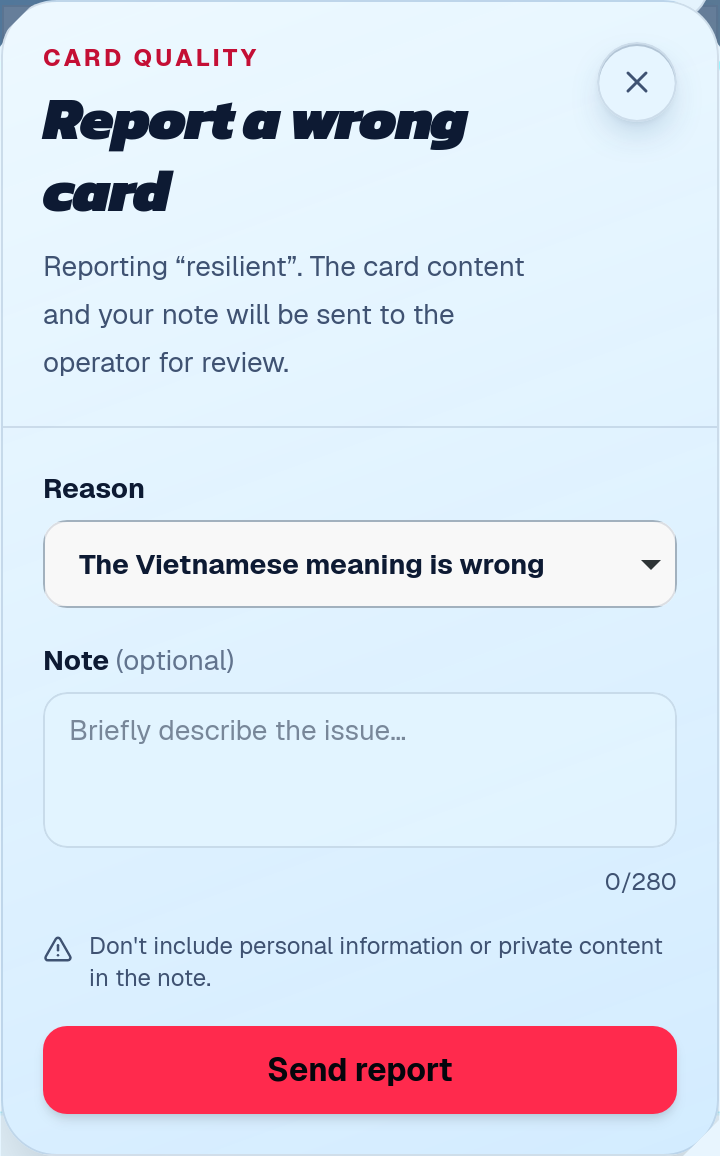 CARD QUALITY
Report a wrong
card
Reporting “resilient”. The card content
and your note will be sent to the
operator for review.
Reason
The Vietnamese meaning is wrong
Note (optional)
Briefly describe the issue…
0/280
Don't include personal information or private content
in the note.
Send report